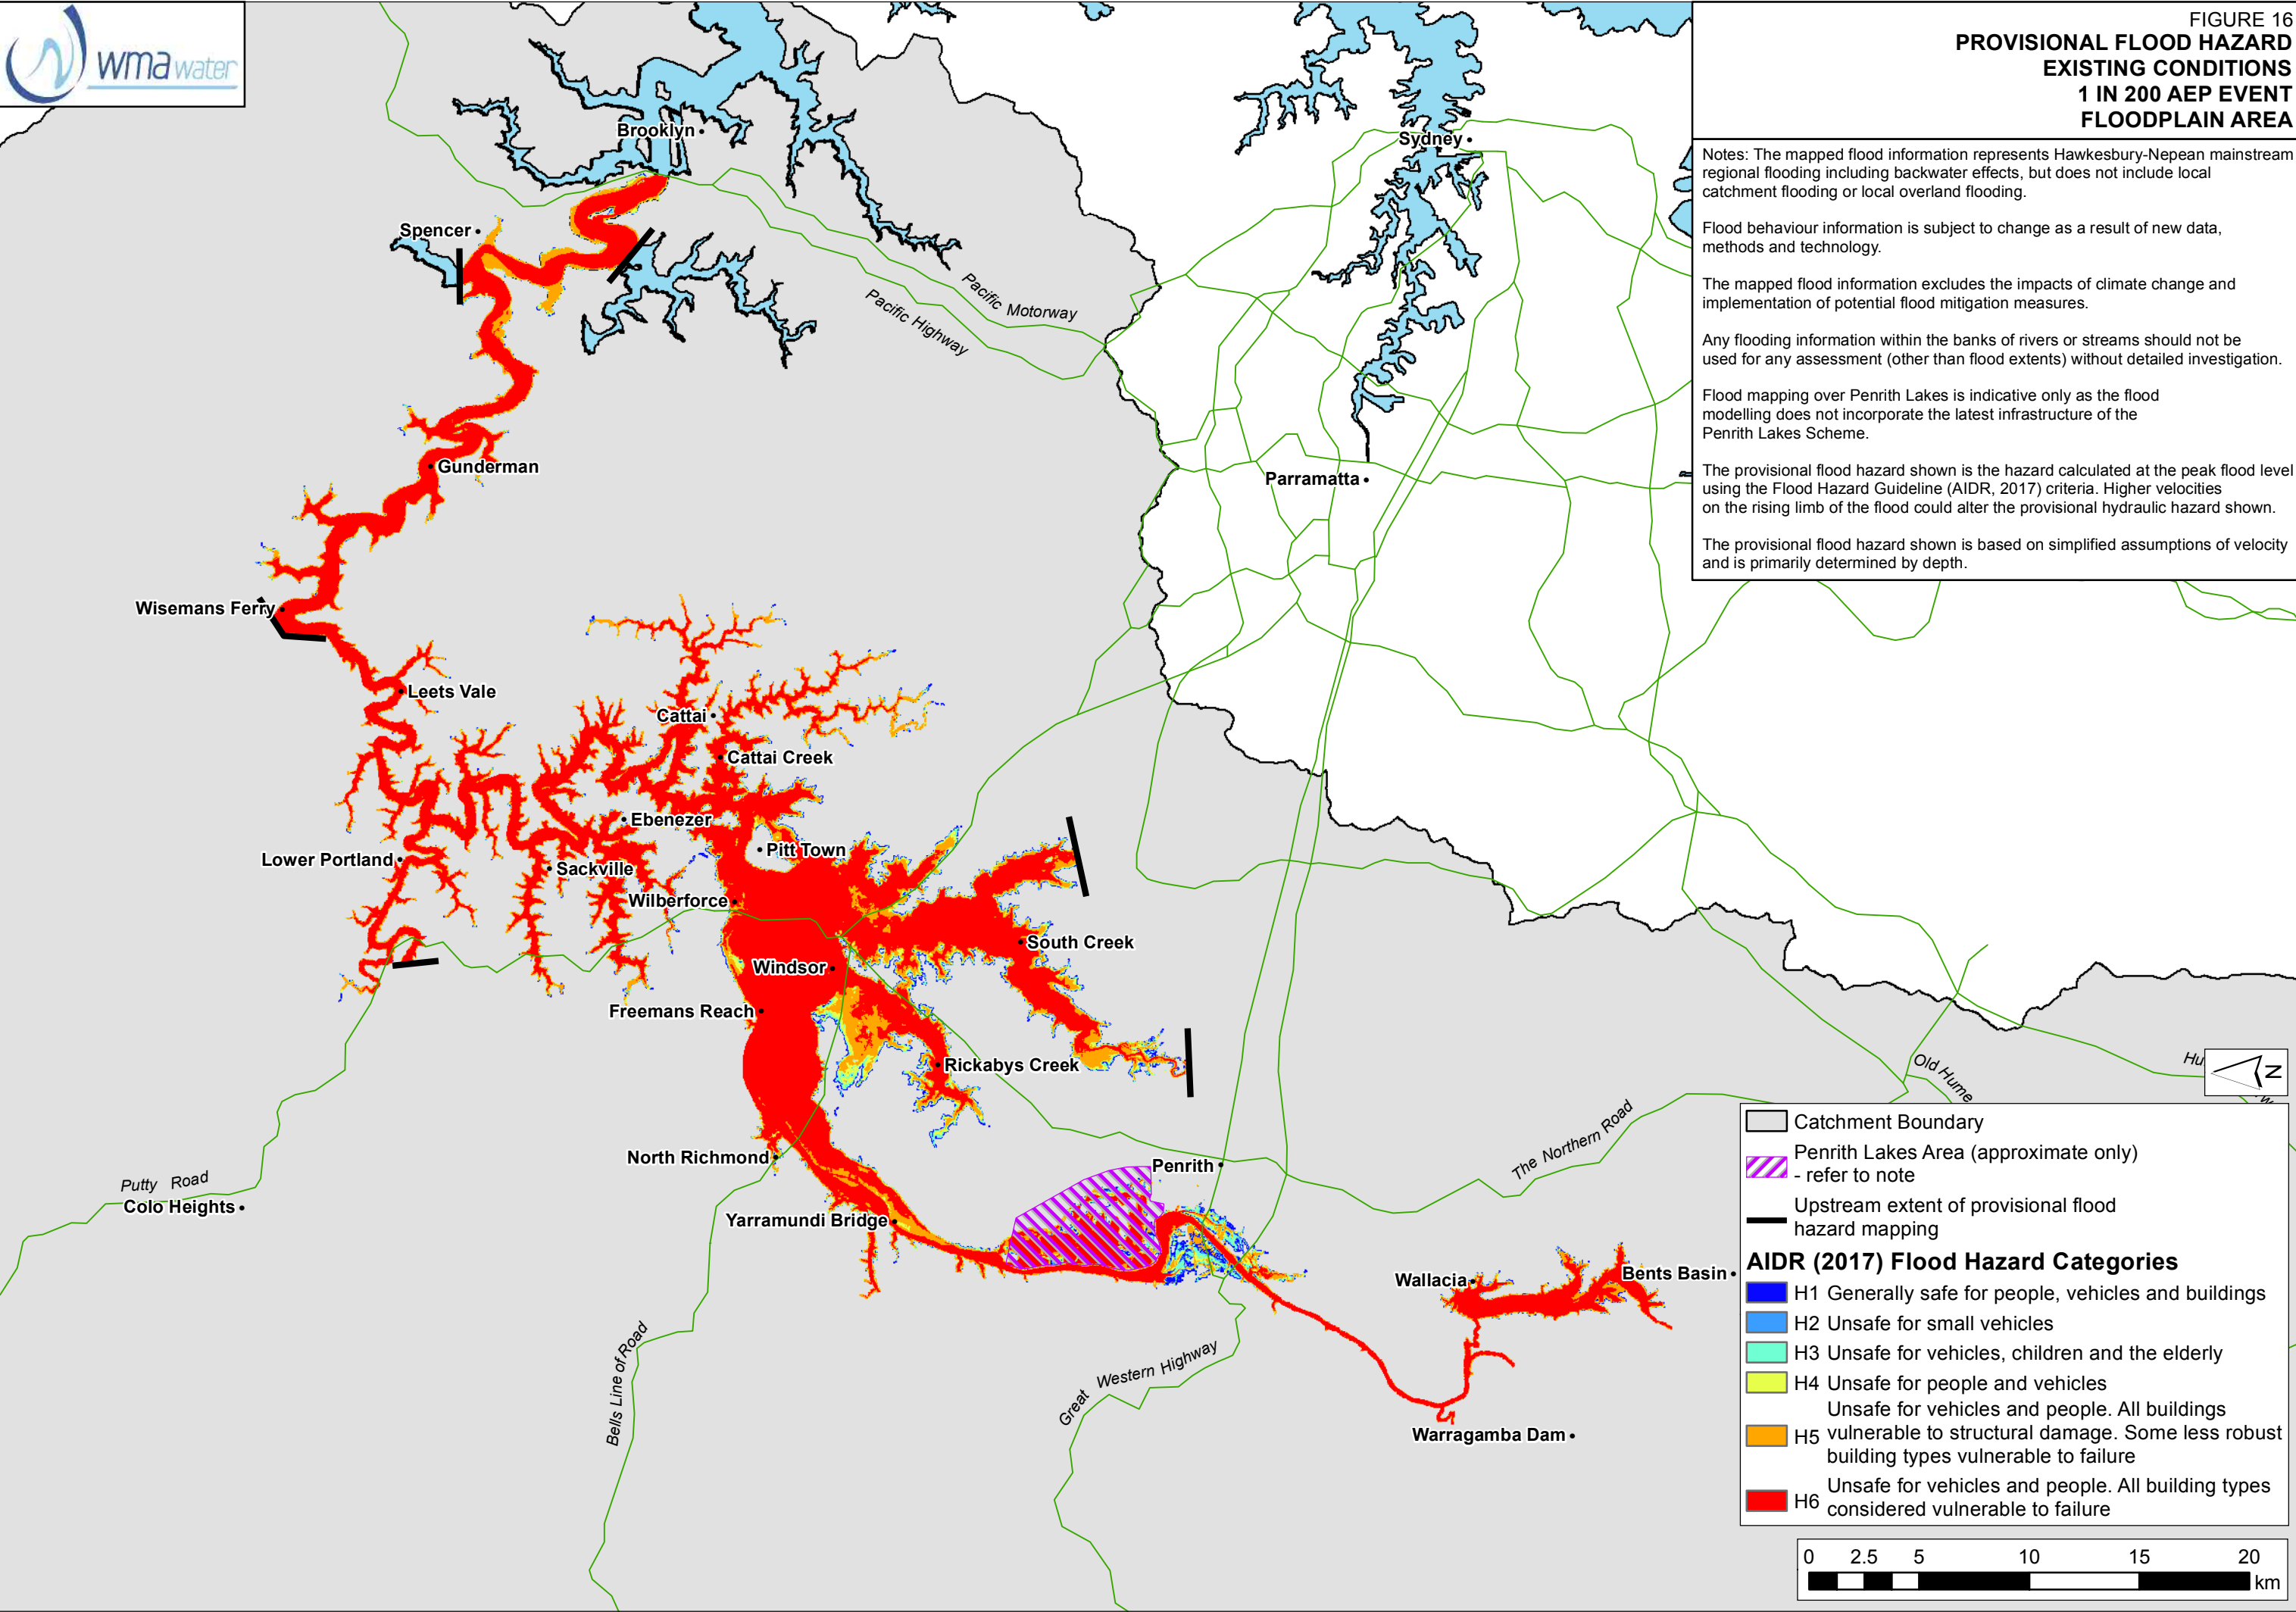 wma water
FIGURE 16
PROVISIONAL FLOOD HAZARD
EXISTING CONDITIONS
1 IN 200 AEP EVENT
FLOODPLAIN AREA
Notes: The mapped flood information represents Hawkesbury-Nepean mainstream
regional flooding including backwater effects, but does not include local
catchment flooding or local overland flooding.
Flood behaviour information is subject to change as a result of new data,
methods and technology.
The mapped flood information excludes the impacts of climate change and
implementation of potential flood mitigation measures.
Any flooding information within the banks of rivers or streams should not be
used for any assessment (other than flood extents) without detailed investigation.
Flood mapping over Penrith Lakes is indicative only as the flood
modelling does not incorporate the latest infrastructure of the
Penrith Lakes Scheme.
The provisional flood hazard shown is the hazard calculated at the peak flood level
using the Flood Hazard Guideline (AIDR, 2017) criteria. Higher velocities
on the rising limb of the flood could alter the provisional hydraulic hazard shown.
The provisional flood hazard shown is based on simplified assumptions of velocity
and is primarily determined by depth.
Brooklyn
Sydney
Spencer
Pacific Motorway
Pacific Highway
Gunderman
Parramatta
Wisemans Ferry
Leets Vale
Cattai
Cattai Creek
Ebenezer
Pitt Town
Lower Portland
Sackville
Wilberforce
South Creek
Windsor
Freemans Reach
Rickabys Creek
Old Hume
Hu
N
North Richmond
Penrith
The Northern Road
Putty Road
Colo Heights
Yarramundi Bridge
Wallacia
Bents Basin
Bells Line of Road
Great Western Highway
Warragamba Dam
Catchment Boundary
Penrith Lakes Area (approximate only)
- refer to note
Upstream extent of provisional flood
hazard mapping
AIDR (2017) Flood Hazard Categories
H1 Generally safe for people, vehicles and buildings
H2 Unsafe for small vehicles
H3 Unsafe for vehicles, children and the elderly
H4 Unsafe for people and vehicles
Unsafe for vehicles and people. All buildings
H5 vulnerable to structural damage. Some less robust
building types vulnerable to failure
Unsafe for vehicles and people. All building types
H6 considered vulnerable to failure
0 2.5 5 10 15 20
km